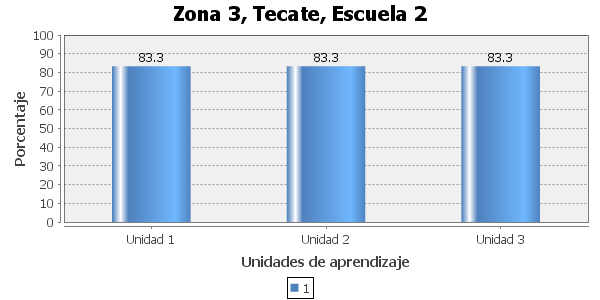 Zona 3, Tecate, Escuela 2
Porcentaje
100
90
80
70
60
50
40
30
20
10
0
83.3 83.3 83.3
Unidad 1 Unidad 2 Unidad 3
Unidades de aprendizaje
1